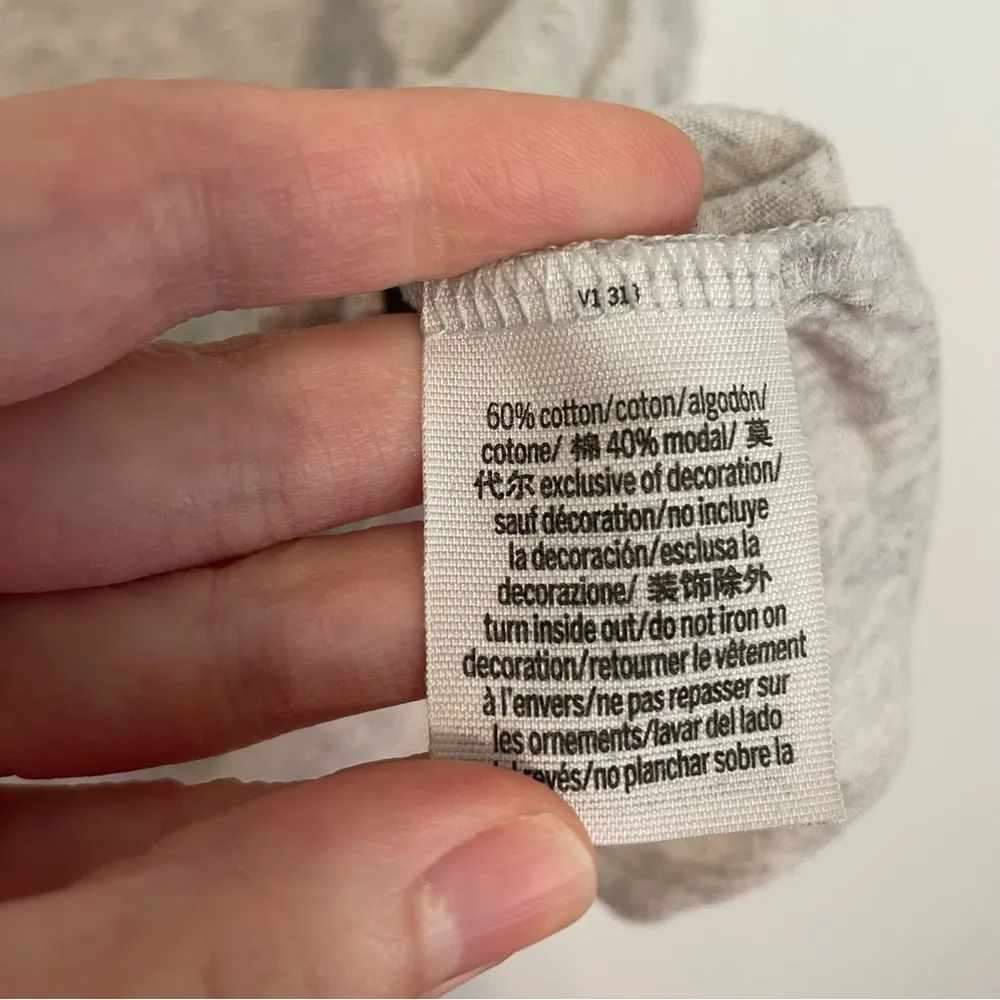 V1 31
60% cotton/coton/algodón/
cotone/ 棉 40% modal/ 莫
代尔 exclusive of decoration/
sauf décoration/no incluye
la decoración/esclusa la
decorazione/ 装饰除外
turn inside out/do not iron on
decoration/retourner le vêtement
à l'envers/ne pas repasser sur
les ornements/lavar del lado
revés/no planchar sobre la